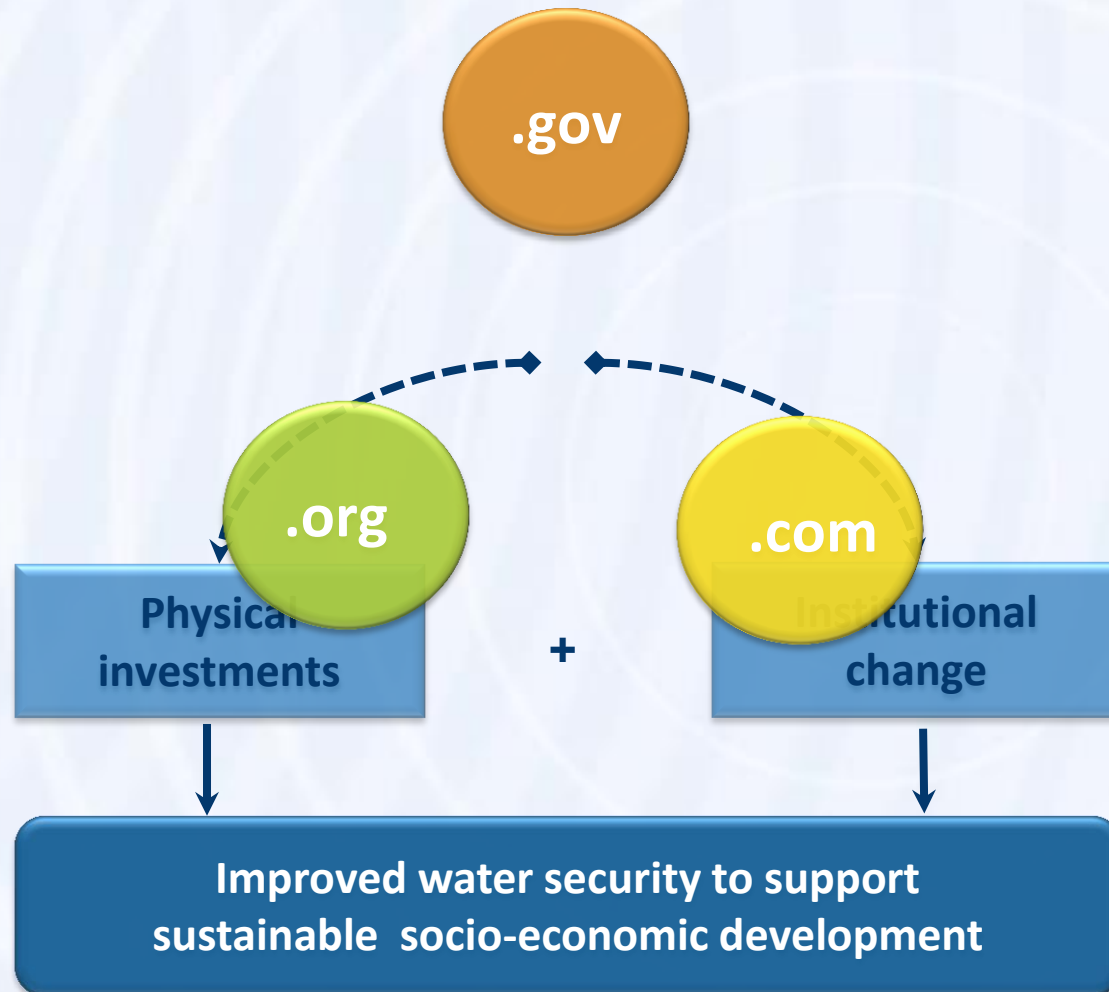 .gov
.org
.com
Physical
investments
+
Institutional
change
Improved water security to support
sustainable socio-economic development